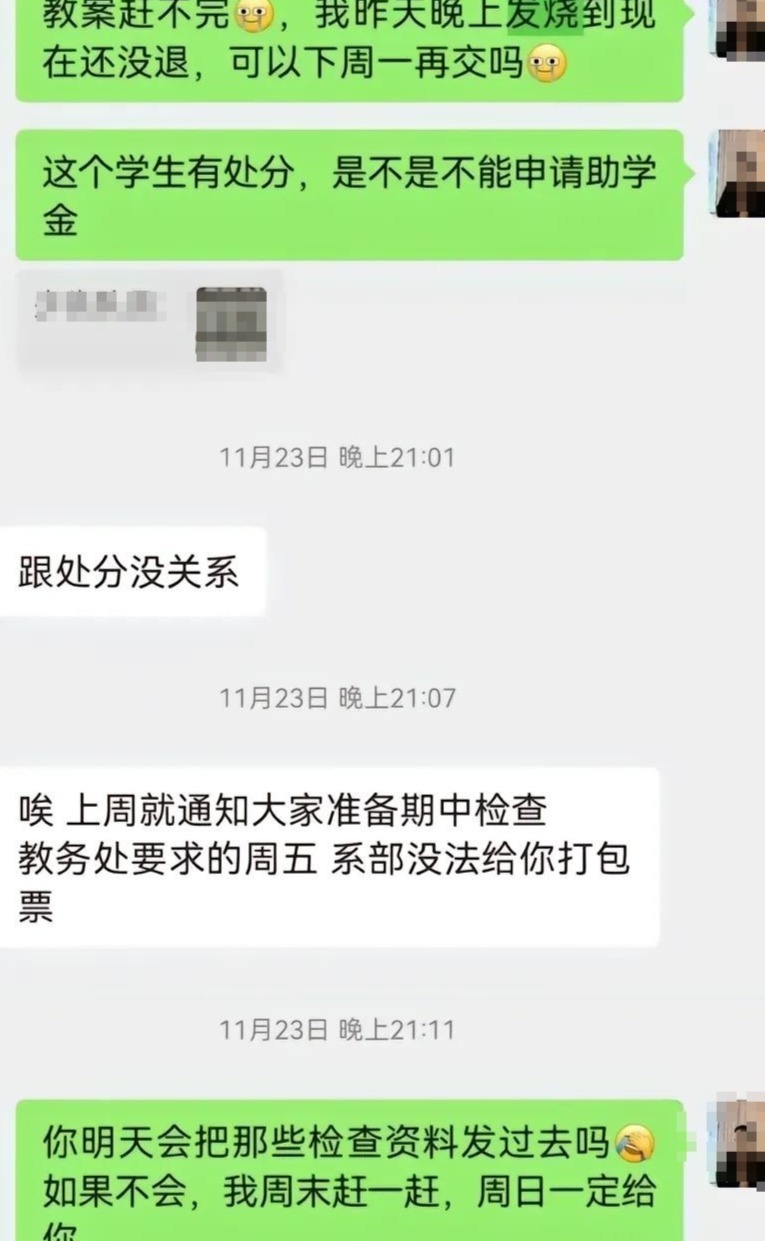 教案赶不完🥹，我昨天晚上发烧到现
在还没退，可以下周一再交吗🥹
这个学生有处分，是不是不能申请助学
金
11月23日 晚上21:01
跟处分没关系
11月23日 晚上21:07
唉 上周就通知大家准备期中检查
教务处要求的周五 系部没法给你打包
票
11月23日 晚上21:11
你明天会把那些检查资料发过去吗🤦
如果不会，我周末赶一赶，周日一定给
你